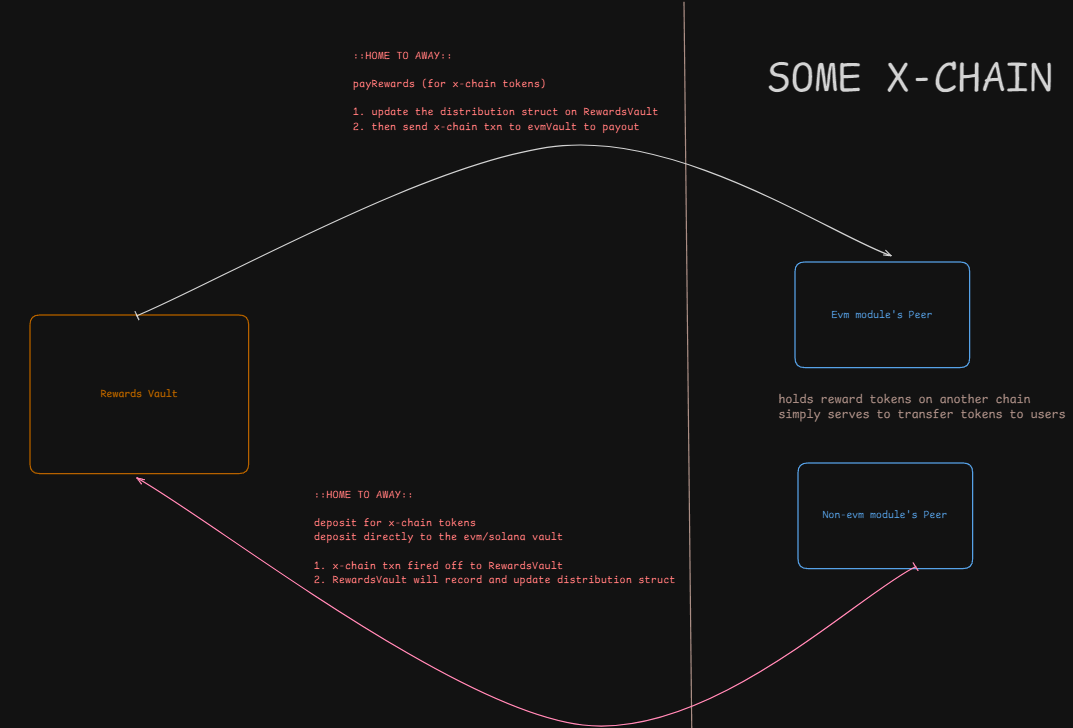 ::HOME TO AWAY::
payRewards (for x-chain tokens)
1. update the distribution struct on RewardsVault
2. then send x-chain txn to evmVault to payout
SOME X-CHAIN
Evm module's Peer
Rewards Vault
holds reward tokens on another chain
simply serves to transfer tokens to users
Non-evm module's Peer
::HOME TO AWAY::
deposit for x-chain tokens
deposit directly to the evm/solana vault
1. x-chain txn fired off to RewardsVault
2. RewardsVault will record and update distribution struct